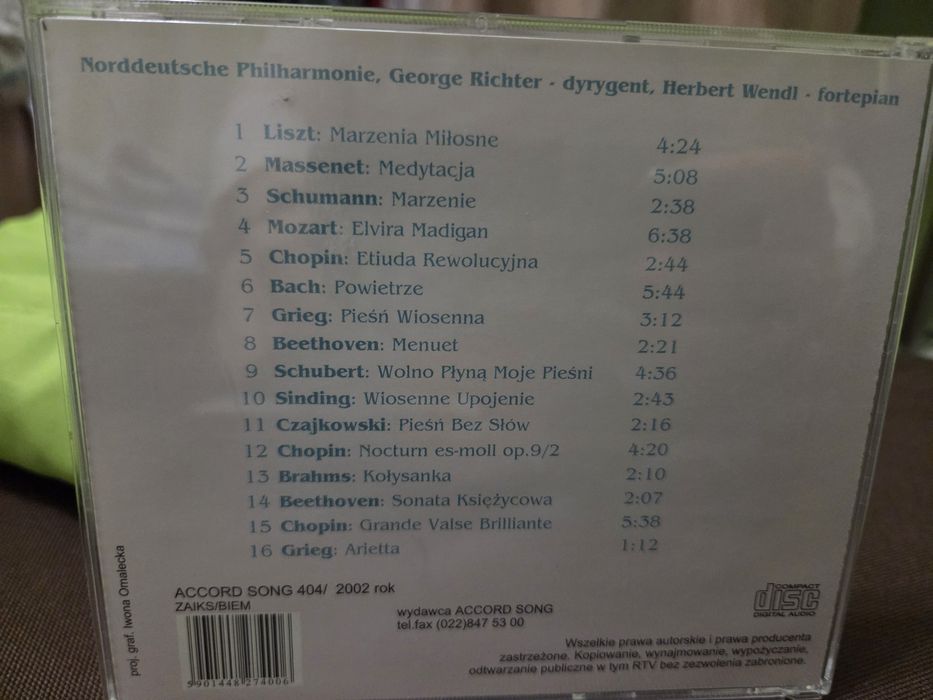 Norddeutsche Philharmonie, George Richter - dyrygent, Herbert Wendl - fortepian
1 Liszt: Marzenia Miłosne 4:24
2 Massenet: Medytacja 5:08
3 Schumann: Marzenie 2:38
4 Mozart: Elvira Madigan 6:38
5 Chopin: Etiuda Rewolucyjna 2:44
6 Bach: Powietrze 5:44
7 Grieg: Pieśń Wiosenna 3:12
8 Beethoven: Menuet 2:21
9 Schubert: Wolno Płyną Moje Pieśni 4:36
10 Sinding: Wiosenne Upojenie 2:43
11 Czajkowski: Pieśń Bez Słów 2:16
12 Chopin: Nocturn es-moll op.9/2 4:20
13 Brahms: Kołysanka 2:10
14 Beethoven: Sonata Księżycowa 2:07
15 Chopin: Grande Valse Brilliante 5:38
16 Grieg: Arietta 1:12
proj. graf. Iwona Omalecka
ACCORD SONG 404/ 2002 rok
ZAIKS/BIEM
wydawca ACCORD SONG
tel.fax (022)847 53 00
5901448274006
COMPACT
disc
DIGITAL AUDIO
Wszelkie prawa autorskie i prawa producenta
zastrzeżone. Kopiowanie, wynajmowanie, wypożyczanie,
odtwarzanie publiczne w tym RTV bez zezwolenia zabronione.